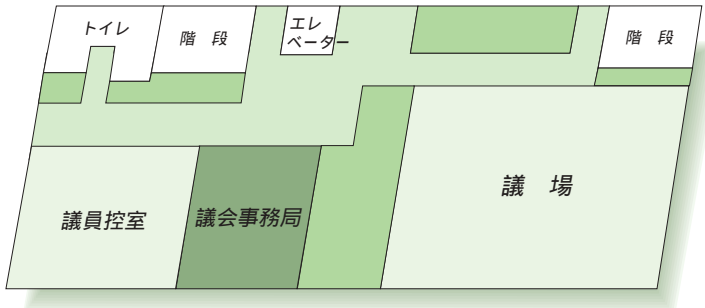 トイレ
階 段
エレ
ベーター
階 段
議員控室
議会事務局
議 場